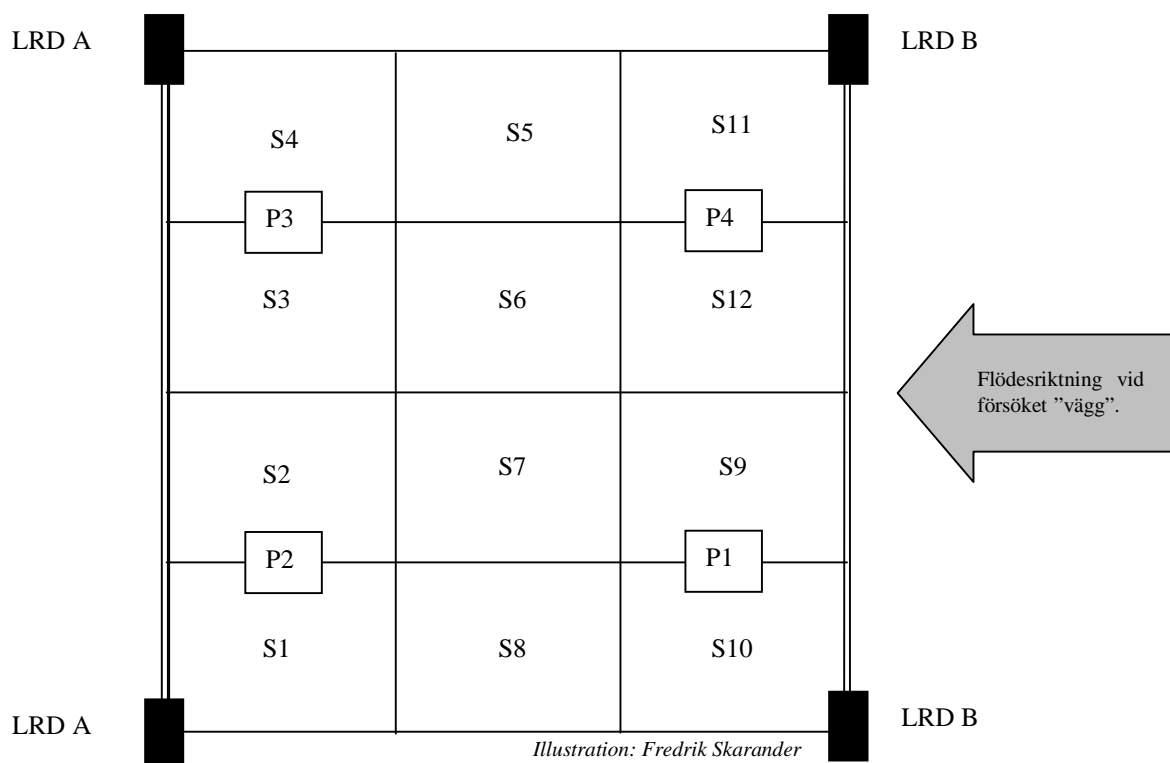 LRD A
LRD B
S4
S5
S11
P3
P4
S3
S6
S12
Flödesriktning vid
försöket ”vägg”.
S2
S7
S9
P2
P1
S1
S8
S10
LRD A
LRD B
Illustration: Fredrik Skarander